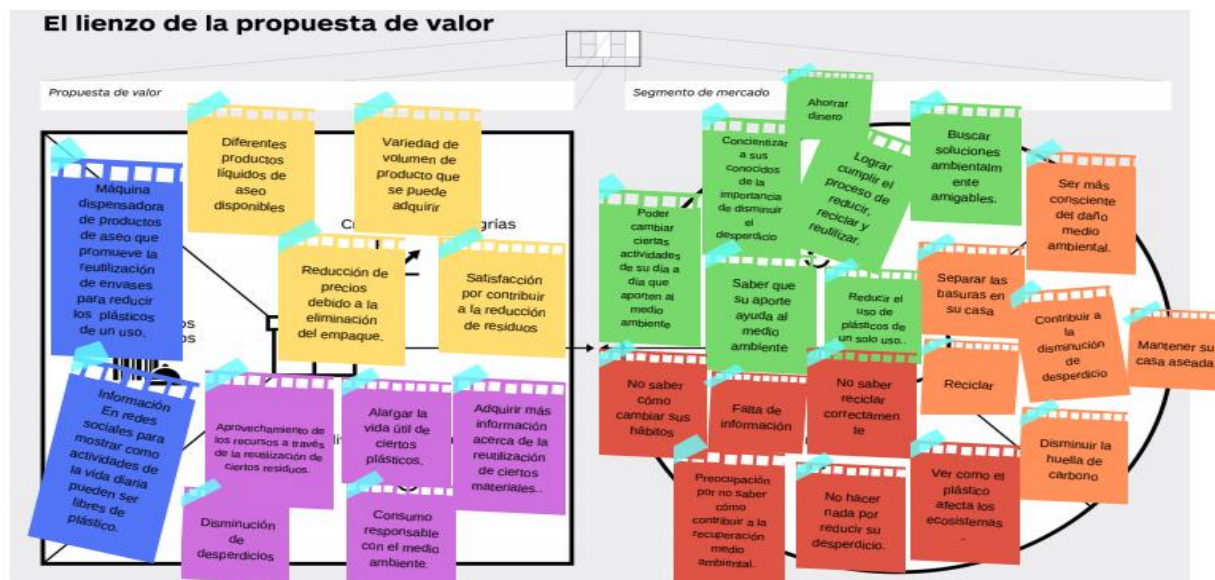 El lienzo de la propuesta de valor
Propuesta de valor
Segmento de mercado
Máquina
dispensadora
de productos
de aseo que
promueve la
reutilización
de envases
para reducir
los plásticos
de un uso.
Diferentes
productos
líquidos de
aseo
disponibles
Variedad de
volumen de
producto que
se puede
adquirir
Reducción de
precios
debido a la
eliminación
del empaque.
Satisfacción
por contribuir
a la reducción
de residuos
Información
En redes
sociales para
mostrar como
actividades de
la vida diaria
pueden ser
libres de
plástico.
Aprovechamiento de
los recursos a través
de la reutilización de
ciertos residuos.
Alargar la
vida útil de
ciertos
plásticos.
Adquirir más
información
acerca de la
reutilización
de ciertos
materiales..
Disminución
de
desperdicios
Consumo
responsable
con el medio
ambiente.
Ahorrar
dinero
Concientizar
a sus
conocidos
de la
importancia
de disminuir
el
desperdicio
Lograr
cumplir el
proceso de
reducir,
reciclar y
reutilizar.
Buscar
soluciones
ambientalm
ente
amigables.
Poder
cambiar
ciertas
actividades
de su día a
día que
aporten al
medio
ambiente
Saber que
su aporte
ayuda al
medio
ambiente
Reducir el
uso de
plásticos de
un solo uso..
Ser más
consciente
del daño
medio
ambiental.
Separar las
basuras en
su casa
Contribuir a
la
disminución
de
desperdicio
Mantener su
casa aseada
Reciclar
Disminuir la
huella de
carbono
No saber
cómo
cambiar sus
hábitos
Falta de
información
No saber
reciclar
correctamen
te
Preocupación
por no saber
cómo
contribuir a la
recuperación
medio
ambiental.
No hacer
nada por
reducir su
desperdicio.
Ver como el
plástico
afecta los
ecosistemas
.